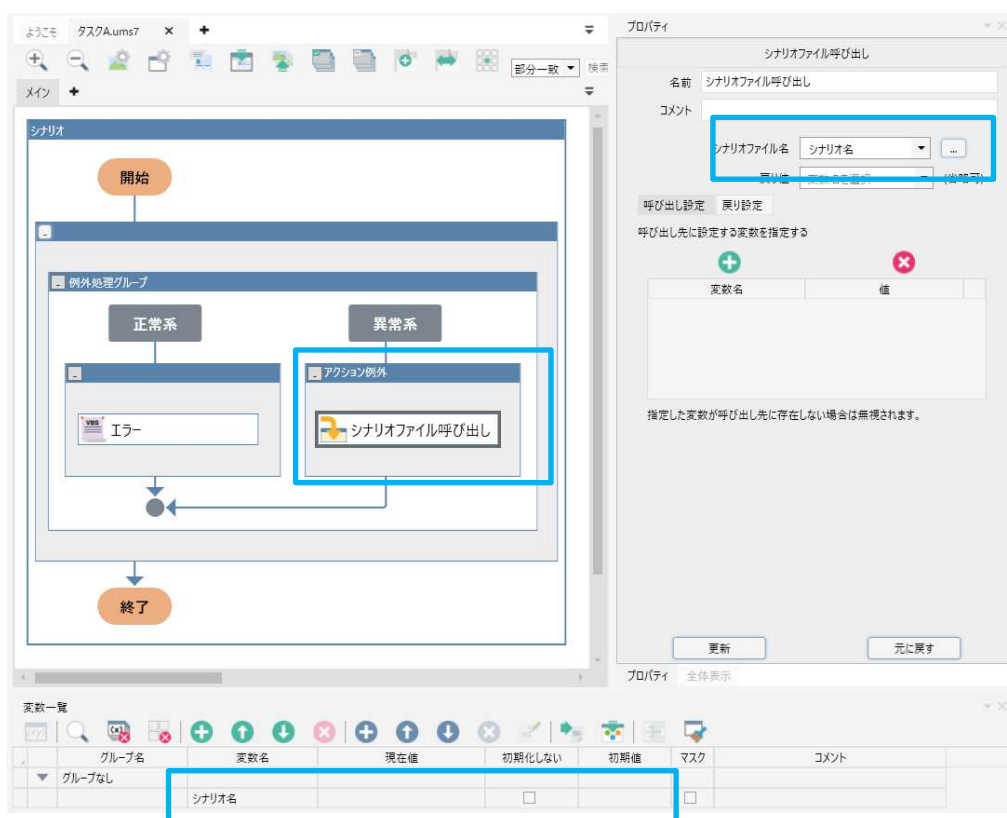 ようこそ タスクA.ums7 × +
部分一致 検索
メイン +
シナリオ
開始
例外処理グループ
正常系 異常系
アクション例外
VBS エラー シナリオファイル呼び出し
終了
プロパティ
シナリオファイル呼び出し
名前 シナリオファイル呼び出し
コメント
シナリオファイル名 シナリオ名 ...
戻り値 変数名を選択 (省略可)
呼び出し設定 戻り設定
呼び出し先に設定する変数を指定する
変数名 値
指定した変数が呼び出し先に存在しない場合は無視されます。
更新 元に戻す
プロパティ 全体表示
変数一覧
グループ名 変数名 現在値 初期化しない 初期値 マスク コメント
グループなし
シナリオ名